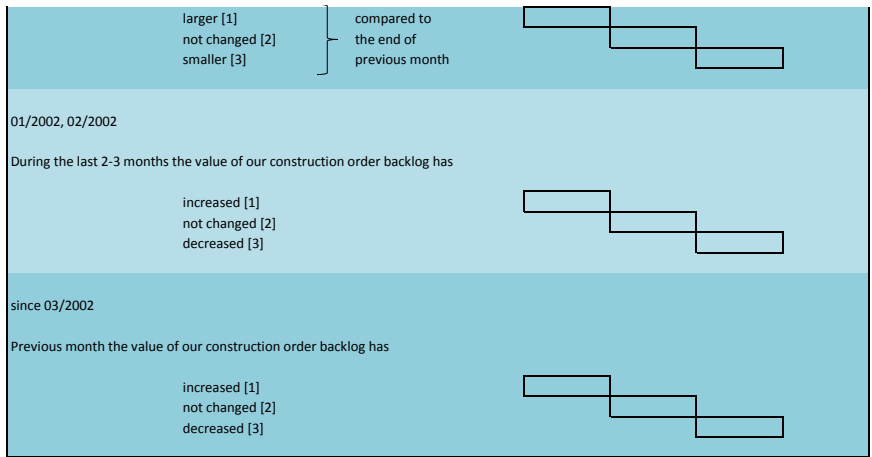 larger [1] compared to
not changed [2] the end of
smaller [3] previous month
01/2002, 02/2002
During the last 2-3 months the value of our construction order backlog has
increased [1]
not changed [2]
decreased [3]
since 03/2002
Previous month the value of our construction order backlog has
increased [1]
not changed [2]
decreased [3]